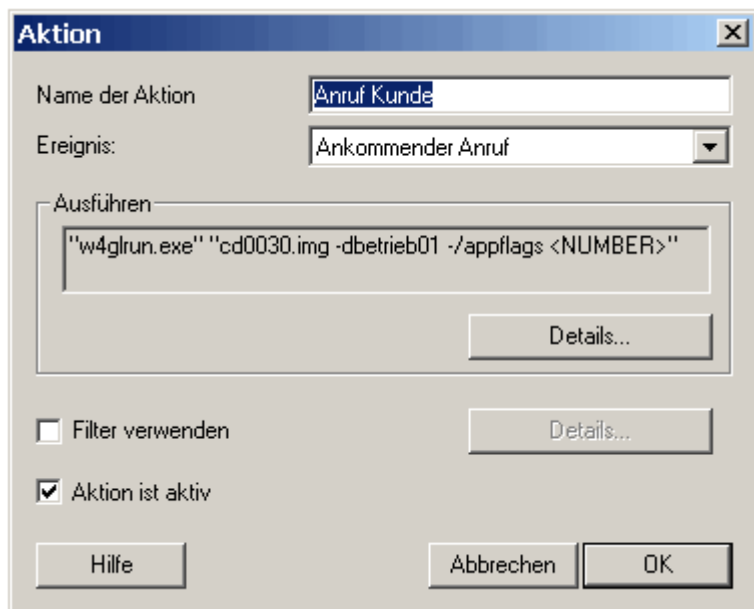 Aktion
Name der Aktion Anruf Kunde
Ereignis: Ankommender Anruf
Ausführen
"w4glrun.exe" "cd0030.img -dbetrieb01 -/appflags <NUMBER>"
Details...
Filter verwenden Details...
Aktion ist aktiv
Hilfe Abbrechen OK